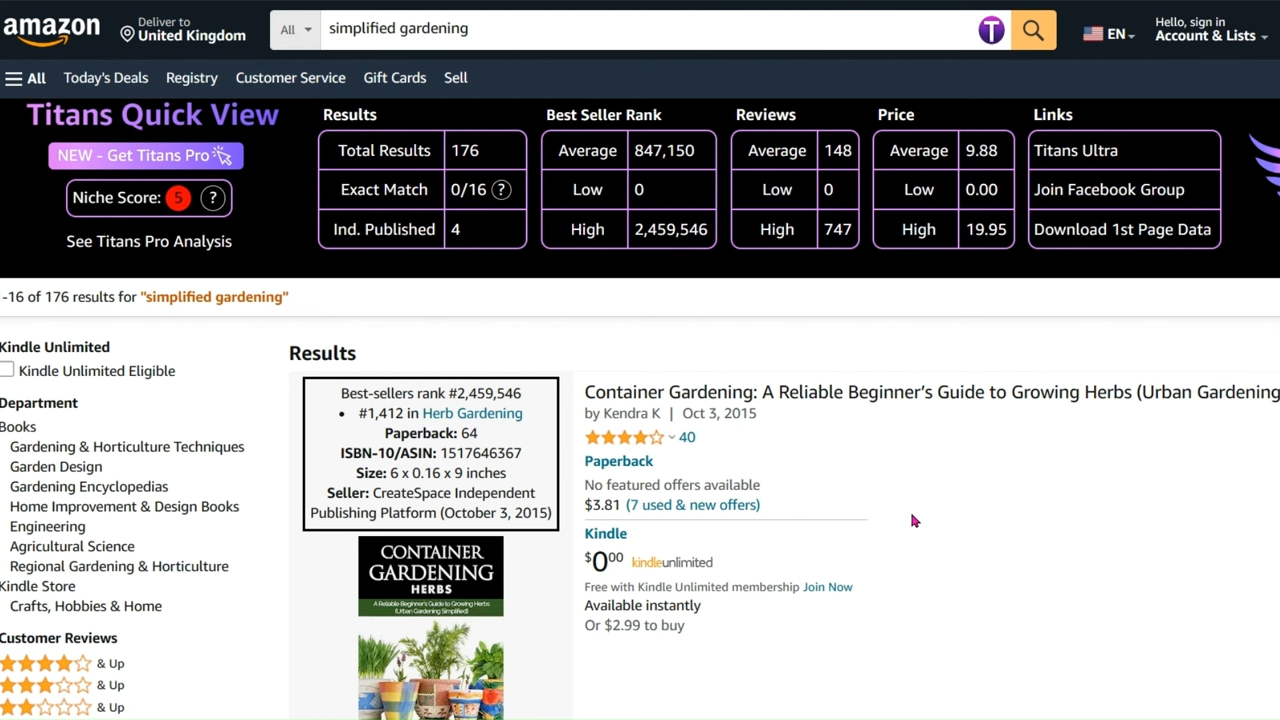 amazon
Deliver to
United Kingdom
All
simplified gardening
T
EN
Hello, sign in
Account & Lists
All
Today's Deals
Registry
Customer Service
Gift Cards
Sell
Titans Quick View
NEW - Get Titans Pro
Niche Score: 5 ?
See Titans Pro Analysis
Results
Total Results 176
Exact Match 0/16 ?
Ind. Published 4
Best Seller Rank
Average 847,150
Low 0
High 2,459,546
Reviews
Average 148
Low 0
High 747
Price
Average 9.88
Low 0.00
High 19.95
Links
Titans Ultra
Join Facebook Group
Download 1st Page Data
-16 of 176 results for "simplified gardening"
Kindle Unlimited
Kindle Unlimited Eligible
Department
Books
Gardening & Horticulture Techniques
Garden Design
Gardening Encyclopedias
Home Improvement & Design Books
Engineering
Agricultural Science
Regional Gardening & Horticulture
Kindle Store
Crafts, Hobbies & Home
Customer Reviews
& Up
& Up
& Up
Results
Best-sellers rank #2,459,546
• #1,412 in Herb Gardening
Paperback: 64
ISBN-10/ASIN: 1517646367
Size: 6 x 0.16 x 9 inches
Seller: CreateSpace Independent
Publishing Platform (October 3, 2015)
CONTAINER
GARDENING
HERBS
A Reliable Beginner's Guide to Growing Herbs
(Urban Gardening Simplified)
Container Gardening: A Reliable Beginner's Guide to Growing Herbs (Urban Gardening
by Kendra K | Oct 3, 2015
40
Paperback
No featured offers available
$3.81 (7 used & new offers)
Kindle
$0.00 kindleunlimited
Free with Kindle Unlimited membership Join Now
Available instantly
Or $2.99 to buy